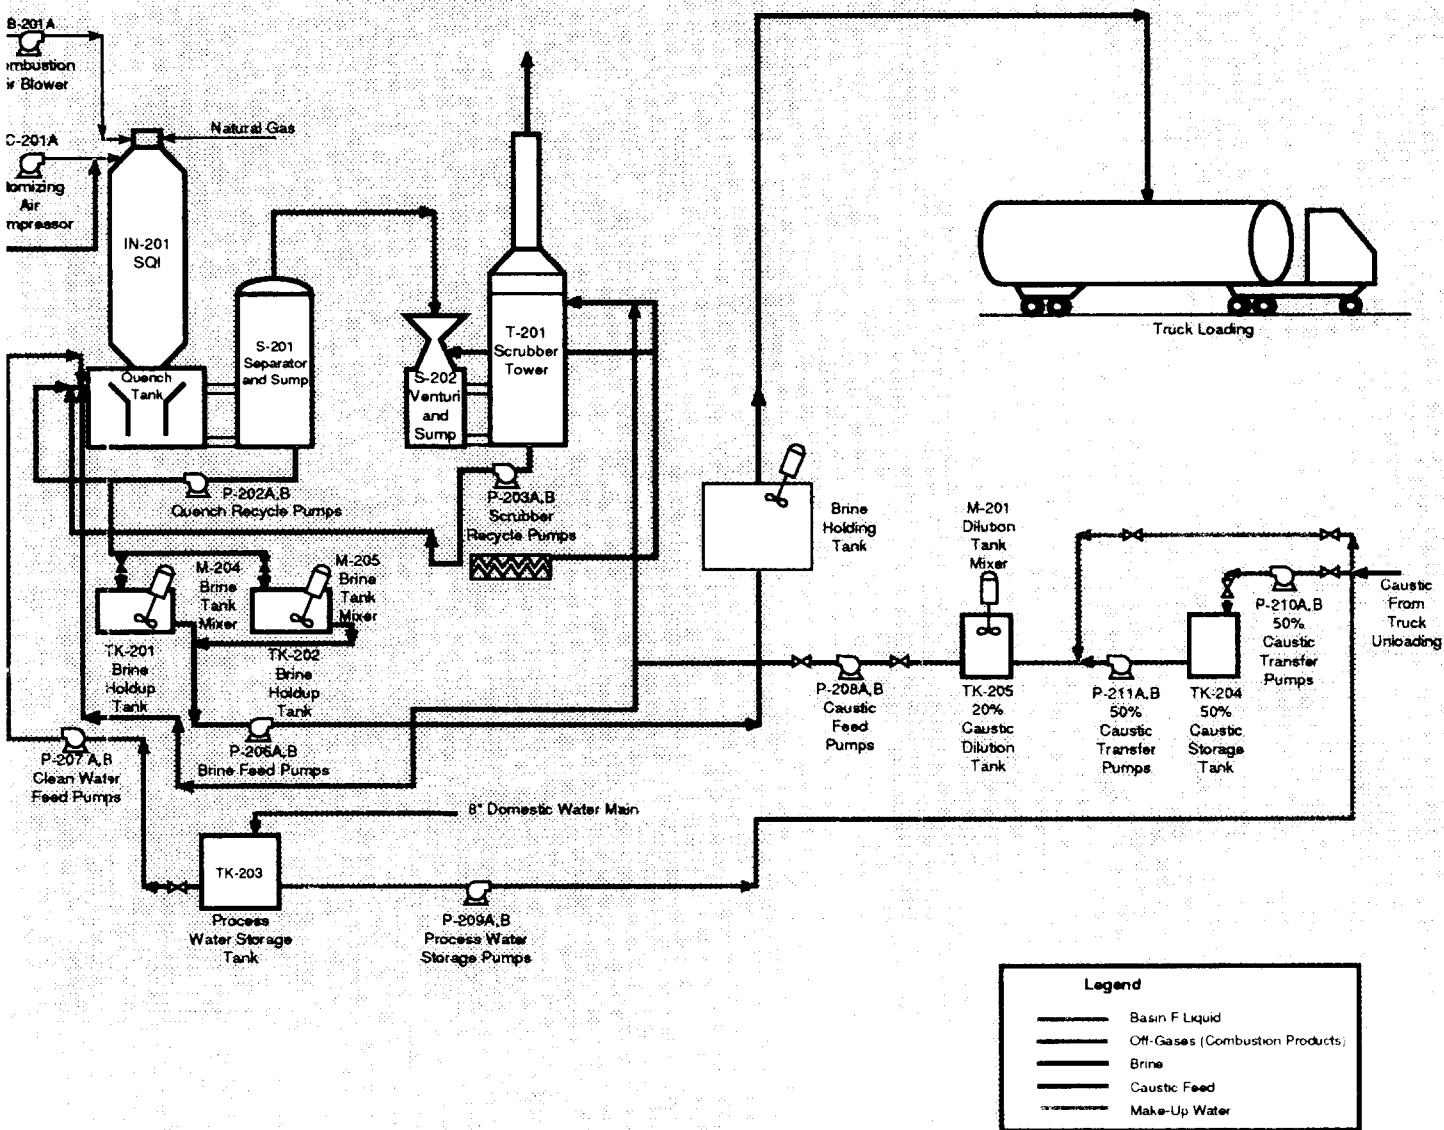 B-201A
ombustion
ir Blower
C-201A
tomizing
Air
mpressor
Natural Gas
IN-201
SQI
Quench
Tank
S-201
Separator
and Sump
S-202
Venturi
and
Sump
T-201
Scrubber
Tower
Truck Loading
P-202A,B
Quench Recycle Pumps
P-203A,B
Scrubber
Recycle Pumps
Brine
Holding
Tank
M-201
Dilution
Tank
Mixer
M-204
Brine
Tank
Mixer
M-205
Brine
Tank
Mixer
TK-201
Brine
Holdup
Tank
TK-202
Brine
Holdup
Tank
P-210A,B
50%
Caustic
Transfer
Pumps
Caustic
From
Truck
Unloading
P-208A,B
Caustic
Feed
Pumps
TK-205
20%
Caustic
Dilution
Tank
P-211A,B
50%
Caustic
Transfer
Pumps
TK-204
50%
Caustic
Storage
Tank
P-207 A,B
Clean Water
Feed Pumps
P-206A,B
Brine Feed Pumps
8" Domestic Water Main
TK-203
Process
Water Storage
Tank
P-209A,B
Process Water
Storage Pumps
Legend
Basin F Liquid
Off-Gases (Combustion Products)
Brine
Caustic Feed
Make-Up Water